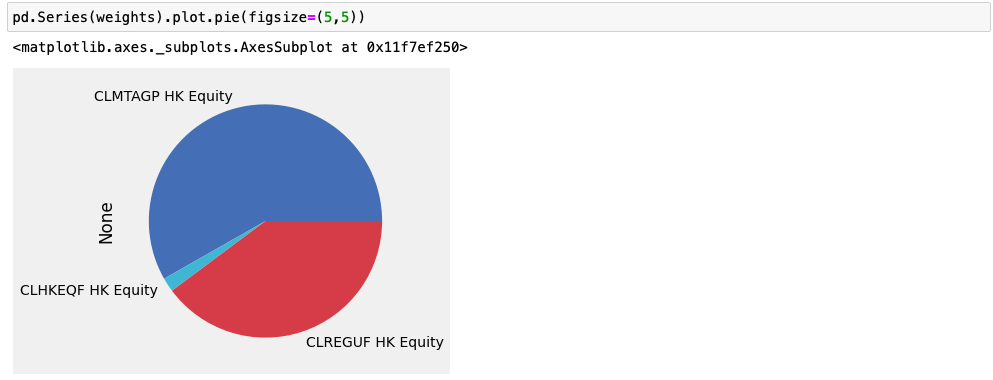 pd.Series(weights).plot.pie(figsize=(5,5))
<matplotlib.axes._subplots.AxesSubplot at 0x11f7ef250>
CLMTAGP HK Equity
None
CLHKEQF HK Equity
CLREGUF HK Equity